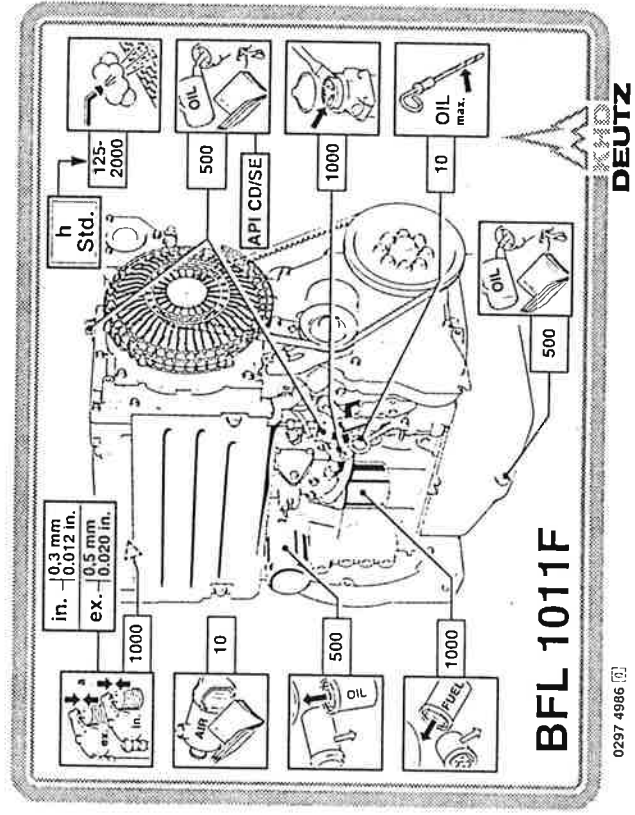 a
ex.
in.
1000
in. 0.3 mm
0.012 in.
ex. 0.5 mm
0.020 in.
h
Std.
125-
2000
AIR
10
500
OIL
API CD/SE
OIL
500
1000
FUEL
1000
10
OIL
max.
500
OIL
BFL 1011F
KHD
DEUTZ
0297 4986 0